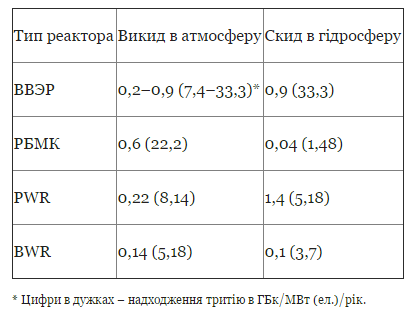 Тип реактора Викид в атмосферу Скид в гідросферу
ВВЭР 0,2–0,9 (7,4–33,3)* 0,9 (33,3)
РБМК 0,6 (22,2) 0,04 (1,48)
PWR 0,22 (8,14) 1,4 (5,18)
BWR 0,14 (5,18) 0,1 (3,7)
* Цифри в дужках – надходження тритію в ГБк/МВт (ел.)/рік.